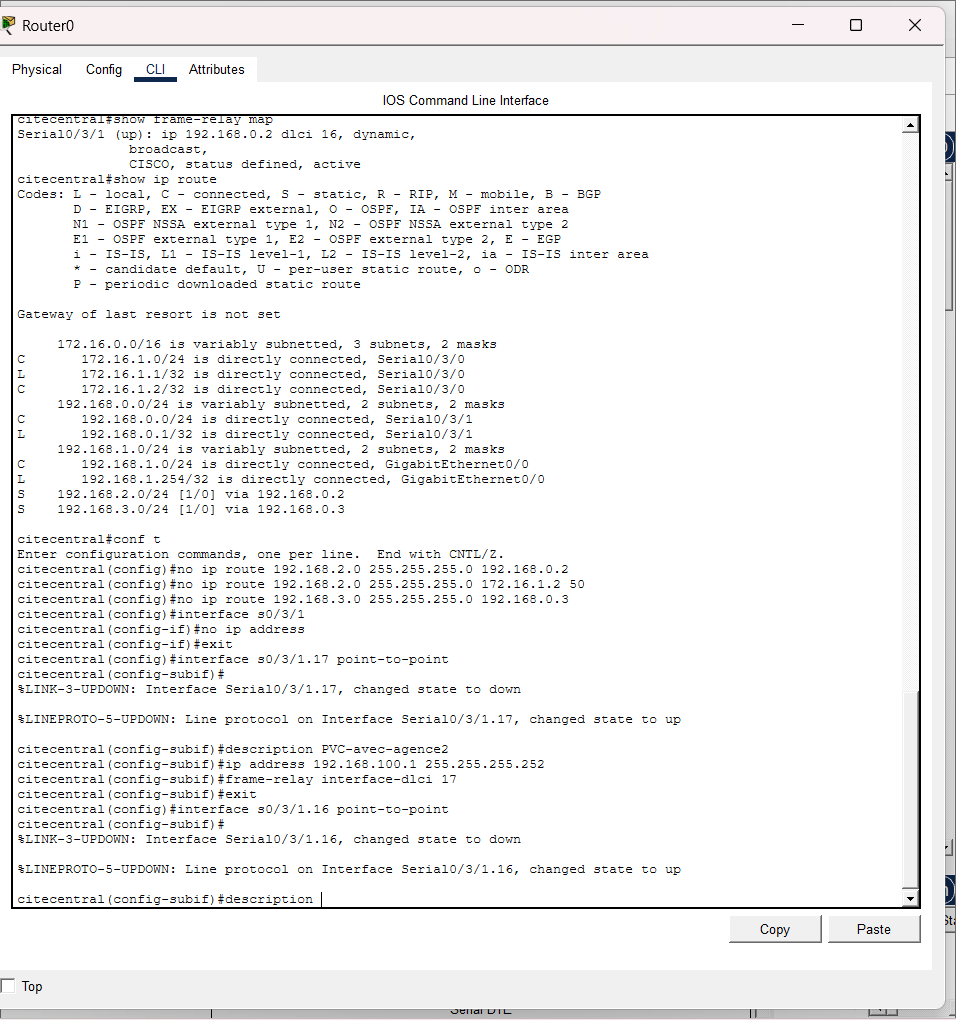 Router0
Physical Config CLI Attributes
IOS Command Line Interface
citecentral#show frame-relay map
Serial0/3/1 (up): ip 192.168.0.2 dlci 16, dynamic,
broadcast,
CISCO, status defined, active
citecentral#show ip route
Codes: L - local, C - connected, S - static, R - RIP, M - mobile, B - BGP
D - EIGRP, EX - EIGRP external, O - OSPF, IA - OSPF inter area
N1 - OSPF NSSA external type 1, N2 - OSPF NSSA external type 2
E1 - OSPF external type 1, E2 - OSPF external type 2, E - EGP
i - IS-IS, L1 - IS-IS level-1, L2 - IS-IS level-2, ia - IS-IS inter area
* - candidate default, U - per-user static route, o - ODR
P - periodic downloaded static route
Gateway of last resort is not set
172.16.0.0/16 is variably subnetted, 3 subnets, 2 masks
C 172.16.1.0/24 is directly connected, Serial0/3/0
L 172.16.1.1/32 is directly connected, Serial0/3/0
C 172.16.1.2/32 is directly connected, Serial0/3/0
192.168.0.0/24 is variably subnetted, 2 subnets, 2 masks
C 192.168.0.0/24 is directly connected, Serial0/3/1
L 192.168.0.1/32 is directly connected, Serial0/3/1
192.168.1.0/24 is variably subnetted, 2 subnets, 2 masks
C 192.168.1.0/24 is directly connected, GigabitEthernet0/0
L 192.168.1.254/32 is directly connected, GigabitEthernet0/0
S 192.168.2.0/24 [1/0] via 192.168.0.2
S 192.168.3.0/24 [1/0] via 192.168.0.3
citecentral#conf t
Enter configuration commands, one per line. End with CNTL/Z.
citecentral(config)#no ip route 192.168.2.0 255.255.255.0 192.168.0.2
citecentral(config)#no ip route 192.168.2.0 255.255.255.0 172.16.1.2 50
citecentral(config)#no ip route 192.168.3.0 255.255.255.0 192.168.0.3
citecentral(config)#interface s0/3/1
citecentral(config-if)#no ip address
citecentral(config-if)#exit
citecentral(config)#interface s0/3/1.17 point-to-point
citecentral(config-subif)#
%LINK-3-UPDOWN: Interface Serial0/3/1.17, changed state to down
%LINEPROTO-5-UPDOWN: Line protocol on Interface Serial0/3/1.17, changed state to up
citecentral(config-subif)#description PVC-avec-agence2
citecentral(config-subif)#ip address 192.168.100.1 255.255.255.252
citecentral(config-subif)#frame-relay interface-dlci 17
citecentral(config-subif)#exit
citecentral(config)#interface s0/3/1.16 point-to-point
citecentral(config-subif)#
%LINK-3-UPDOWN: Interface Serial0/3/1.16, changed state to down
%LINEPROTO-5-UPDOWN: Line protocol on Interface Serial0/3/1.16, changed state to up
citecentral(config-subif)#description
Copy Paste
Top
Serial DTE